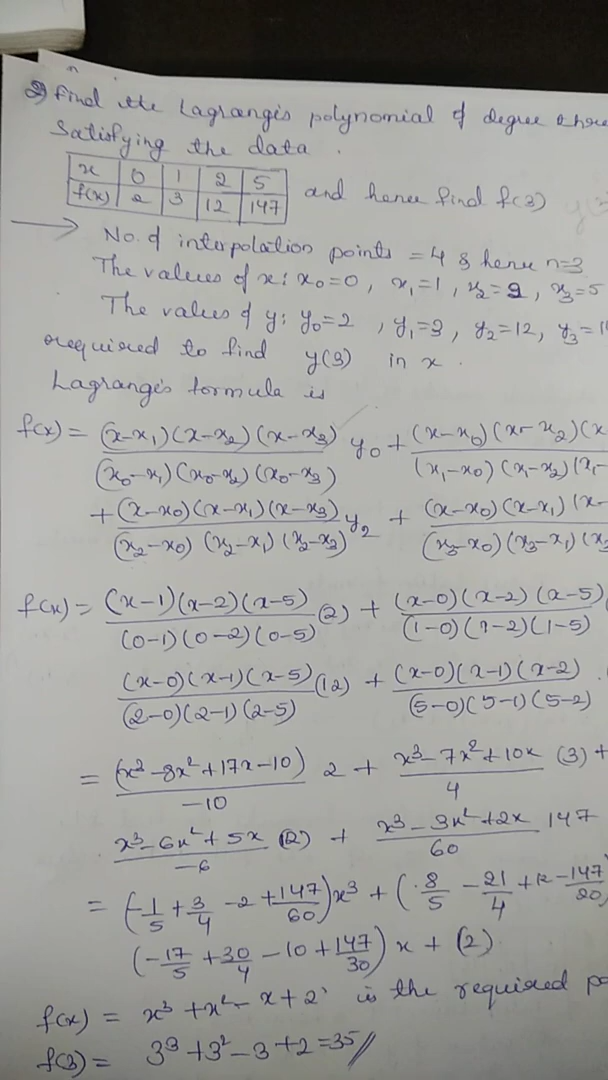 2) Find the Lagrangis polynomial of degree three
Satisfying the data.
x 0 1 2 5
f(x) 2 3 12 147
and hence find f(3)
No. of interpolation points = 4 & hence n=3
The values of x: x₀=0, x₁=1, x₂=2, x₃=5
The values of y: y₀=2, y₁=3, y₂=12, y₃=
required to find y(3) in x.
Lagrangis formula is
f(x) = (x-x₁)(x-x₂)(x-x₃)/(x₀-x₁)(x₀-x₂)(x₀-x₃) y₀ + (x-x₀)(x-x₂)(x/(x₁-x₀)(x₁-x₂)(x₁-
+ (x-x₀)(x-x₁)(x-x₃)/(x₂-x₀)(x₂-x₁)(x₂-x₃) y₂ + (x-x₀)(x-x₁)(x-/(x₃-x₀)(x₃-x₁)(x₃
f(x) = (x-1)(x-2)(x-5)/(0-1)(0-2)(0-5) (2) + (x-0)(x-2)(x-5)/(1-0)(1-2)(1-5)
(x-0)(x-1)(x-5)/(2-0)(2-1)(2-5) (12) + (x-0)(x-1)(x-2)/(5-0)(5-1)(5-2)
= (x³-8x²+17x-10)/-10 2 + x³-7x²+10x/4 (3) +
x³-6x²+5x/-6 (12) + x³-3x²+2x/60 147
= (-1/5 + 3/4 -2 + 147/60)x³ + (8/5 - 21/4 + 12 - 147/20)
(-17/5 + 30/4 - 10 + 147/30) x + (2)
f(x) = x³+x²-x+2 is the required
f(3) = 3³+3²-3+2=35//